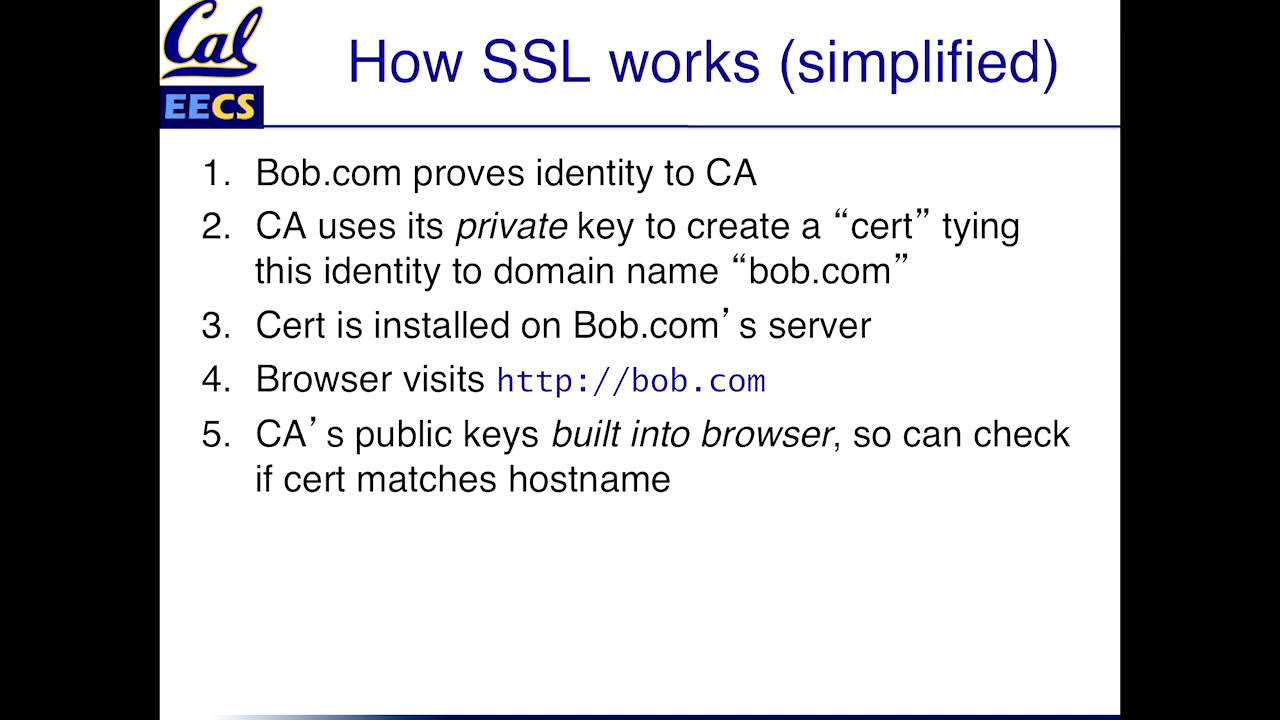 Cal
EECS
How SSL works (simplified)
1. Bob.com proves identity to CA
2. CA uses its private key to create a “cert” tying
this identity to domain name “bob.com”
3. Cert is installed on Bob.com’s server
4. Browser visits http://bob.com
5. CA’s public keys built into browser, so can check
if cert matches hostname